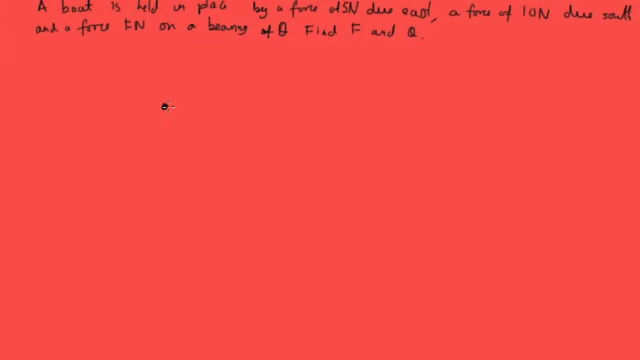 A boat is held in place by a force of 5N due east, a force of 10N due south
and a force FN on a bearing of θ Find F and θ.